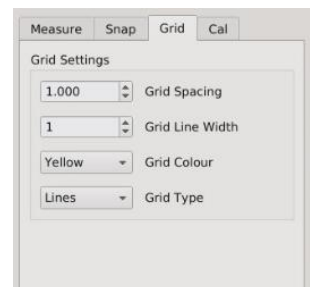 Measure Snap Grid Cal
Grid Settings
1.000 Grid Spacing
1 Grid Line Width
Yellow Grid Colour
Lines Grid Type